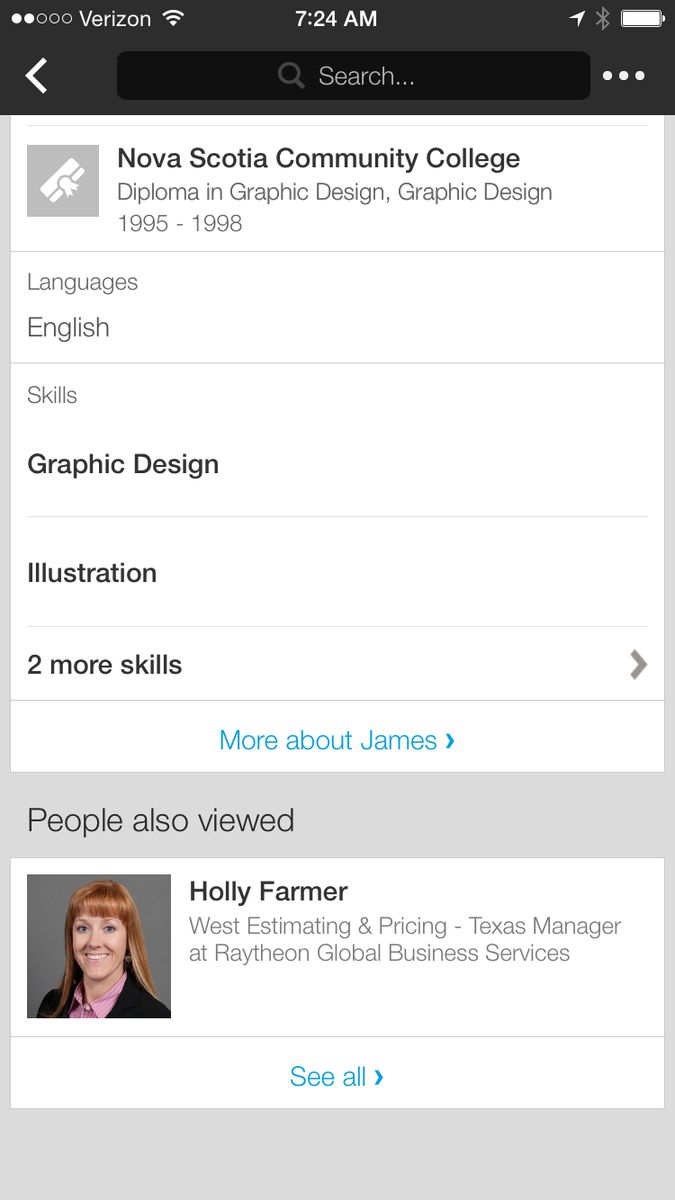 Verizon 7:24 AM
Search...
Nova Scotia Community College
Diploma in Graphic Design, Graphic Design
1995 - 1998
Languages
English
Skills
Graphic Design
Illustration
2 more skills
More about James ›
People also viewed
Holly Farmer
West Estimating & Pricing - Texas Manager
at Raytheon Global Business Services
See all ›